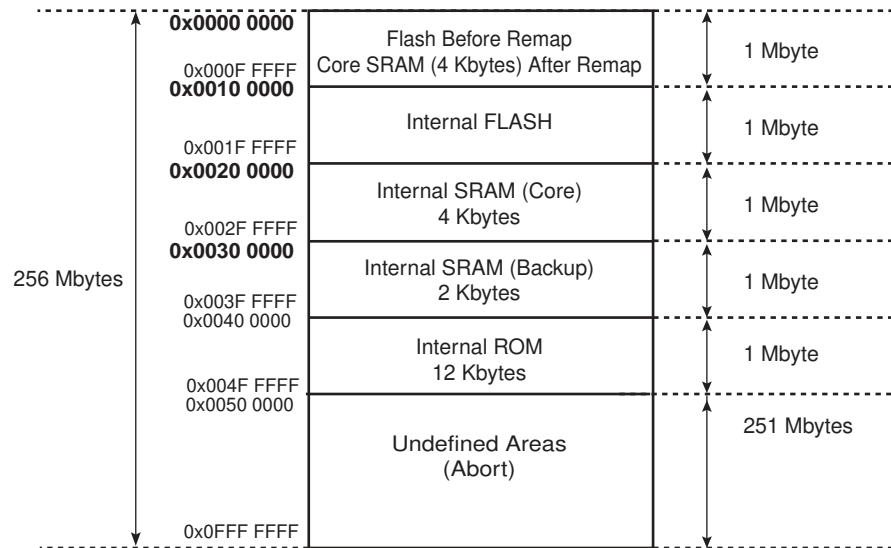 0x0000 0000
Flash Before Remap
Core SRAM (4 Kbytes) After Remap
1 Mbyte
0x000F FFFF
0x0010 0000
Internal FLASH
1 Mbyte
0x001F FFFF
0x0020 0000
Internal SRAM (Core)
4 Kbytes
1 Mbyte
0x002F FFFF
0x0030 0000
256 Mbytes
Internal SRAM (Backup)
2 Kbytes
1 Mbyte
0x003F FFFF
0x0040 0000
Internal ROM
12 Kbytes
1 Mbyte
0x004F FFFF
0x0050 0000
Undefined Areas
(Abort)
251 Mbytes
0x0FFF FFFF